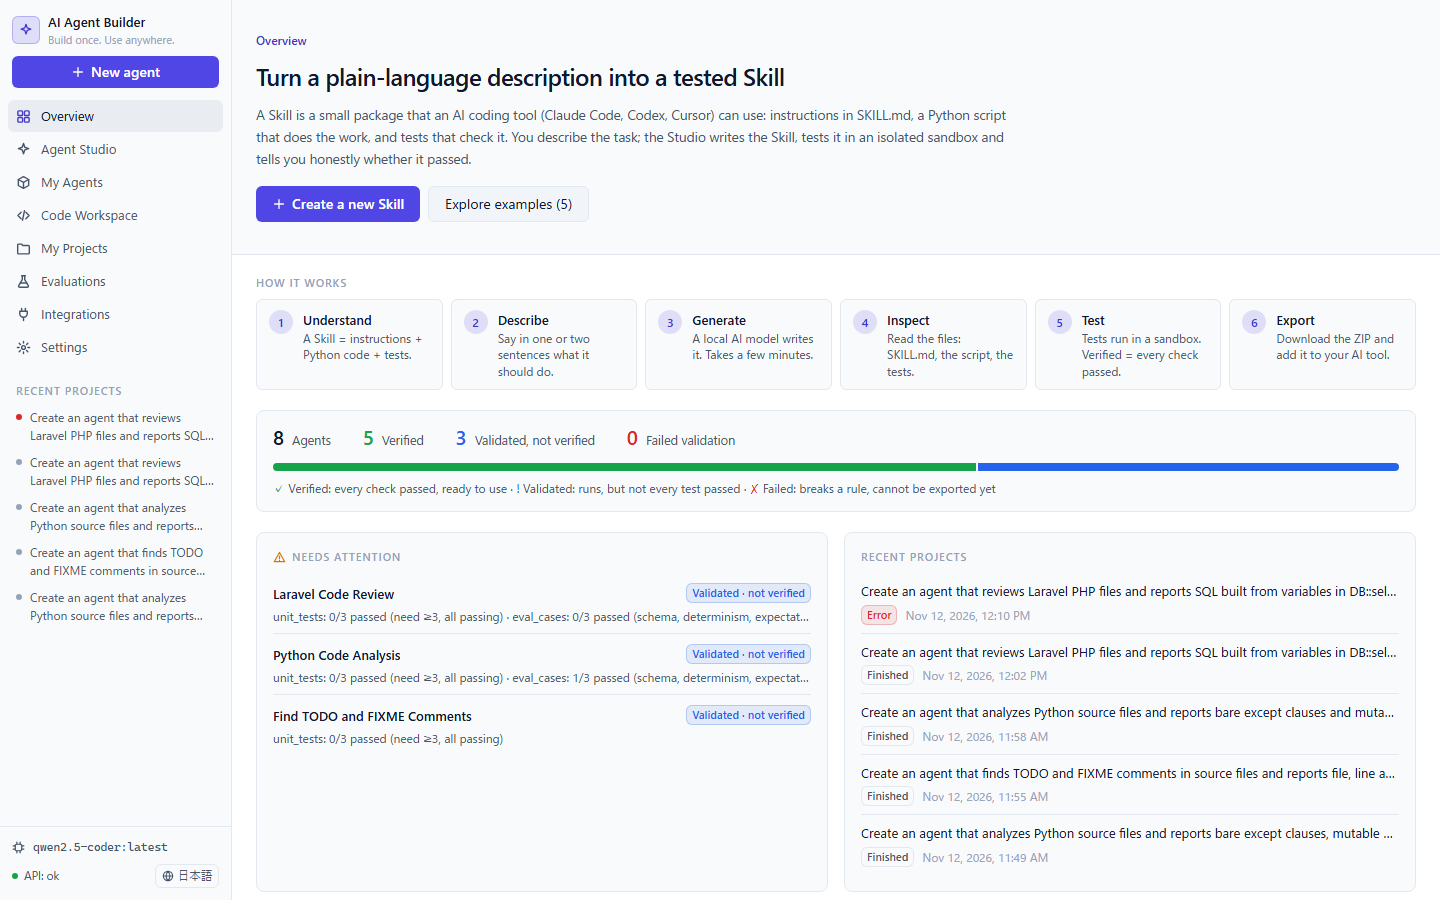 AI Agent Builder
Build once. Use anywhere.
+ New agent
Overview
Agent Studio
My Agents
Code Workspace
My Projects
Evaluations
Integrations
Settings
RECENT PROJECTS
Create an agent that reviews
Laravel PHP files and reports SQL...
Create an agent that reviews
Laravel PHP files and reports SQL...
Create an agent that analyzes
Python source files and reports...
Create an agent that finds TODO
and FIXME comments in source...
Create an agent that analyzes
Python source files and reports...
qwen2.5-coder:latest
API: ok
日本語
Overview
Turn a plain-language description into a tested Skill
A Skill is a small package that an AI coding tool (Claude Code, Codex, Cursor) can use: instructions in SKILL.md, a Python script
that does the work, and tests that check it. You describe the task; the Studio writes the Skill, tests it in an isolated sandbox and
tells you honestly whether it passed.
+ Create a new Skill
Explore examples (5)
HOW IT WORKS
1 Understand
A Skill = instructions +
Python code + tests.
2 Describe
Say in one or two
sentences what it
should do.
3 Generate
A local AI model writes
it. Takes a few minutes.
4 Inspect
Read the files:
SKILL.md, the script, the
tests.
5 Test
Tests run in a sandbox.
Verified = every check
passed.
6 Export
Download the ZIP and
add it to your AI tool.
8 Agents 5 Verified 3 Validated, not verified 0 Failed validation
✓ Verified: every check passed, ready to use · ! Validated: runs, but not every test passed · ✗ Failed: breaks a rule, cannot be exported yet
NEEDS ATTENTION
Laravel Code Review Validated · not verified
unit_tests: 0/3 passed (need ≥3, all passing) · eval_cases: 0/3 passed (schema, determinism, expectat...
Python Code Analysis Validated · not verified
unit_tests: 0/3 passed (need ≥3, all passing) · eval_cases: 1/3 passed (schema, determinism, expectat...
Find TODO and FIXME Comments Validated · not verified
unit_tests: 0/3 passed (need ≥3, all passing)
RECENT PROJECTS
Create an agent that reviews Laravel PHP files and reports SQL built from variables in DB::sel...
Error Nov 12, 2026, 12:10 PM
Create an agent that reviews Laravel PHP files and reports SQL built from variables in DB::sel...
Finished Nov 12, 2026, 12:02 PM
Create an agent that analyzes Python source files and reports bare except clauses and muta...
Finished Nov 12, 2026, 11:58 AM
Create an agent that finds TODO and FIXME comments in source files and reports file, line a...
Finished Nov 12, 2026, 11:55 AM
Create an agent that analyzes Python source files and reports bare except clauses, mutable ...
Finished Nov 12, 2026, 11:49 AM